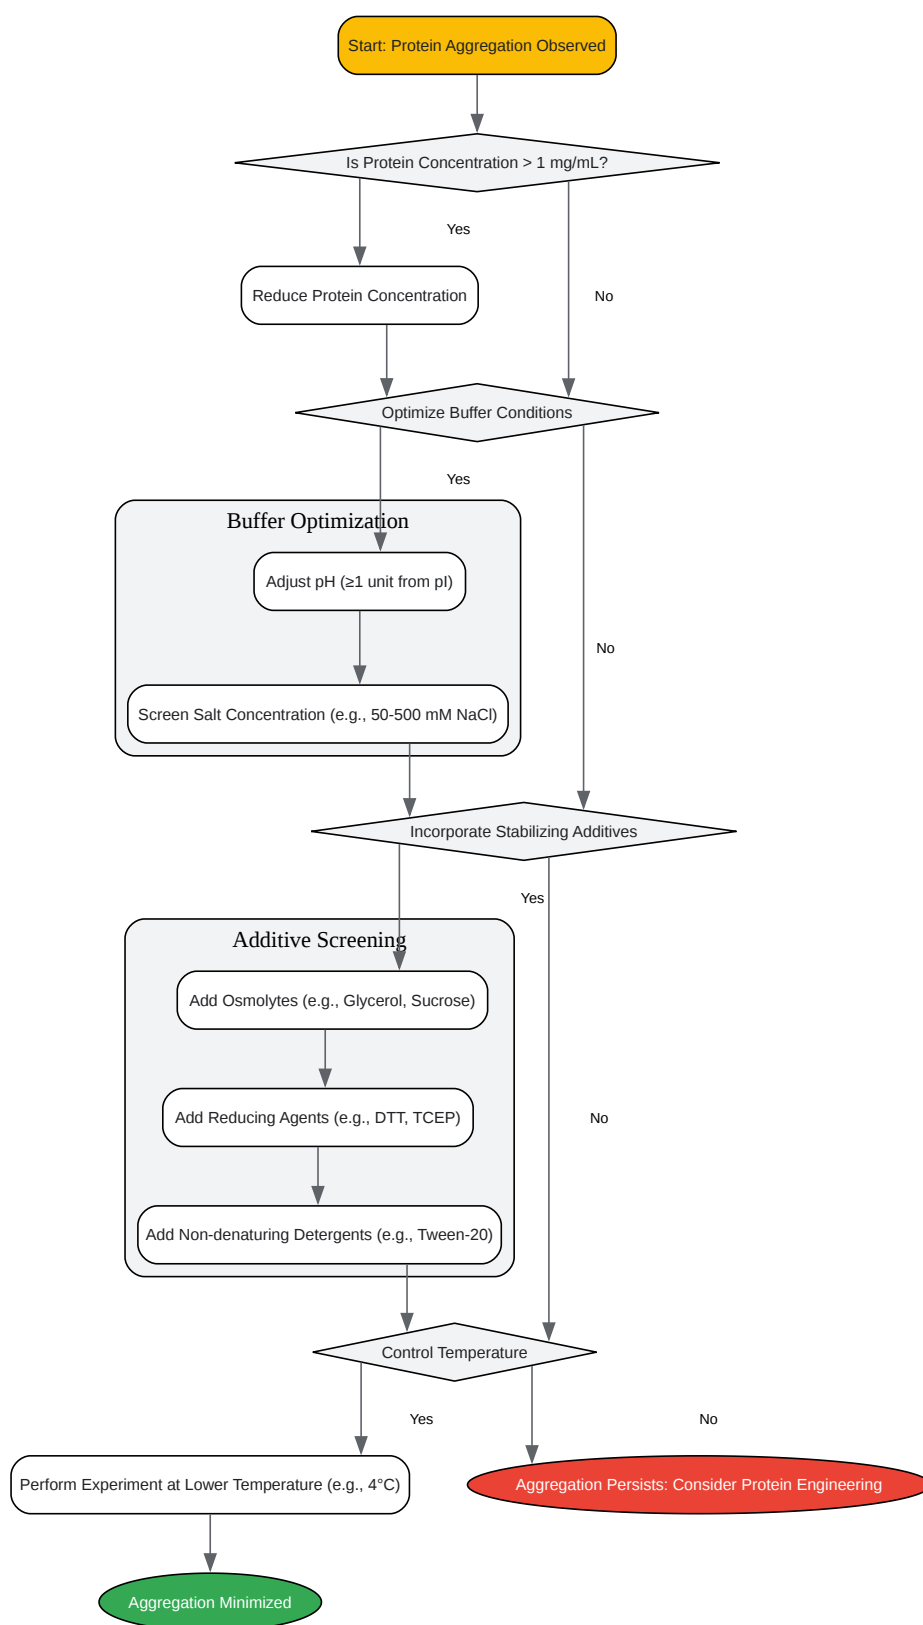 Start: Protein Aggregation Observed
Is Protein Concentration > 1 mg/mL?
Yes
Reduce Protein Concentration
No
Optimize Buffer Conditions
Yes
Buffer Optimization
Adjust pH (≥1 unit from pI)
No
Screen Salt Concentration (e.g., 50-500 mM NaCl)
Incorporate Stabilizing Additives
Yes
Additive Screening
Add Osmolytes (e.g., Glycerol, Sucrose)
Add Reducing Agents (e.g., DTT, TCEP)
No
Add Non-denaturing Detergents (e.g., Tween-20)
Control Temperature
Yes
No
Perform Experiment at Lower Temperature (e.g., 4°C)
Aggregation Persists: Consider Protein Engineering
Aggregation Minimized